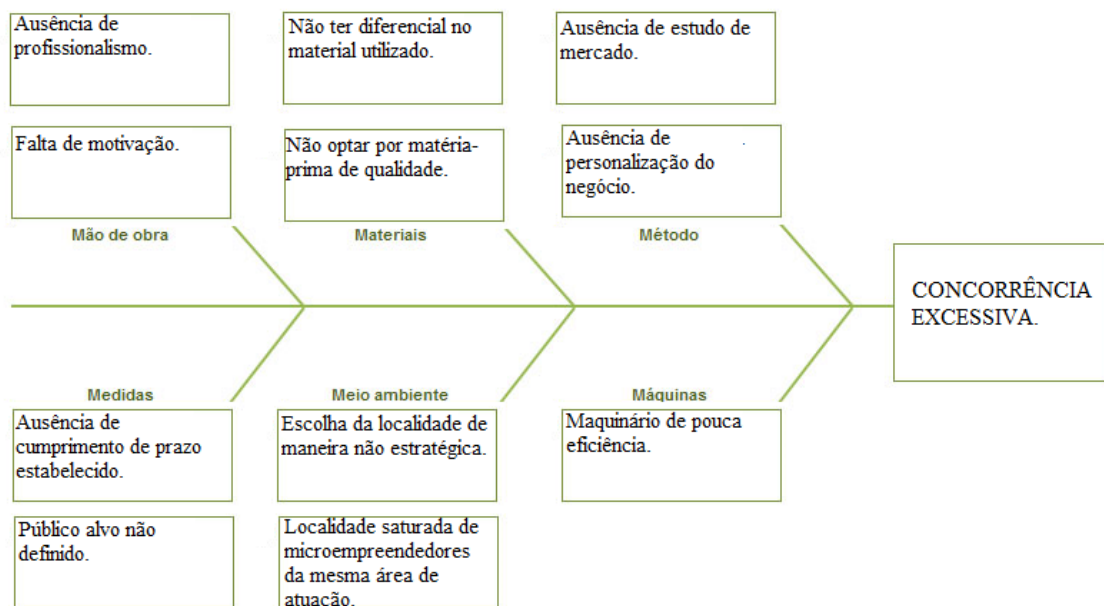 Ausência de
profissionalismo.
Não ter diferencial no
material utilizado.
Ausência de estudo de
mercado.
Falta de motivação.
Não optar por matéria-
prima de qualidade.
Ausência de
personalização do
negócio.
Mão de obra
Materiais
Método
CONCORRÊNCIA
EXCESSIVA.
Medidas
Meio ambiente
Máquinas
Ausência de
cumprimento de prazo
estabelecido.
Escolha da localidade de
maneira não estratégica.
Maquinário de pouca
eficiência.
Público alvo não
definido.
Localidade saturada de
microempreendedores
da mesma área de
atuação.